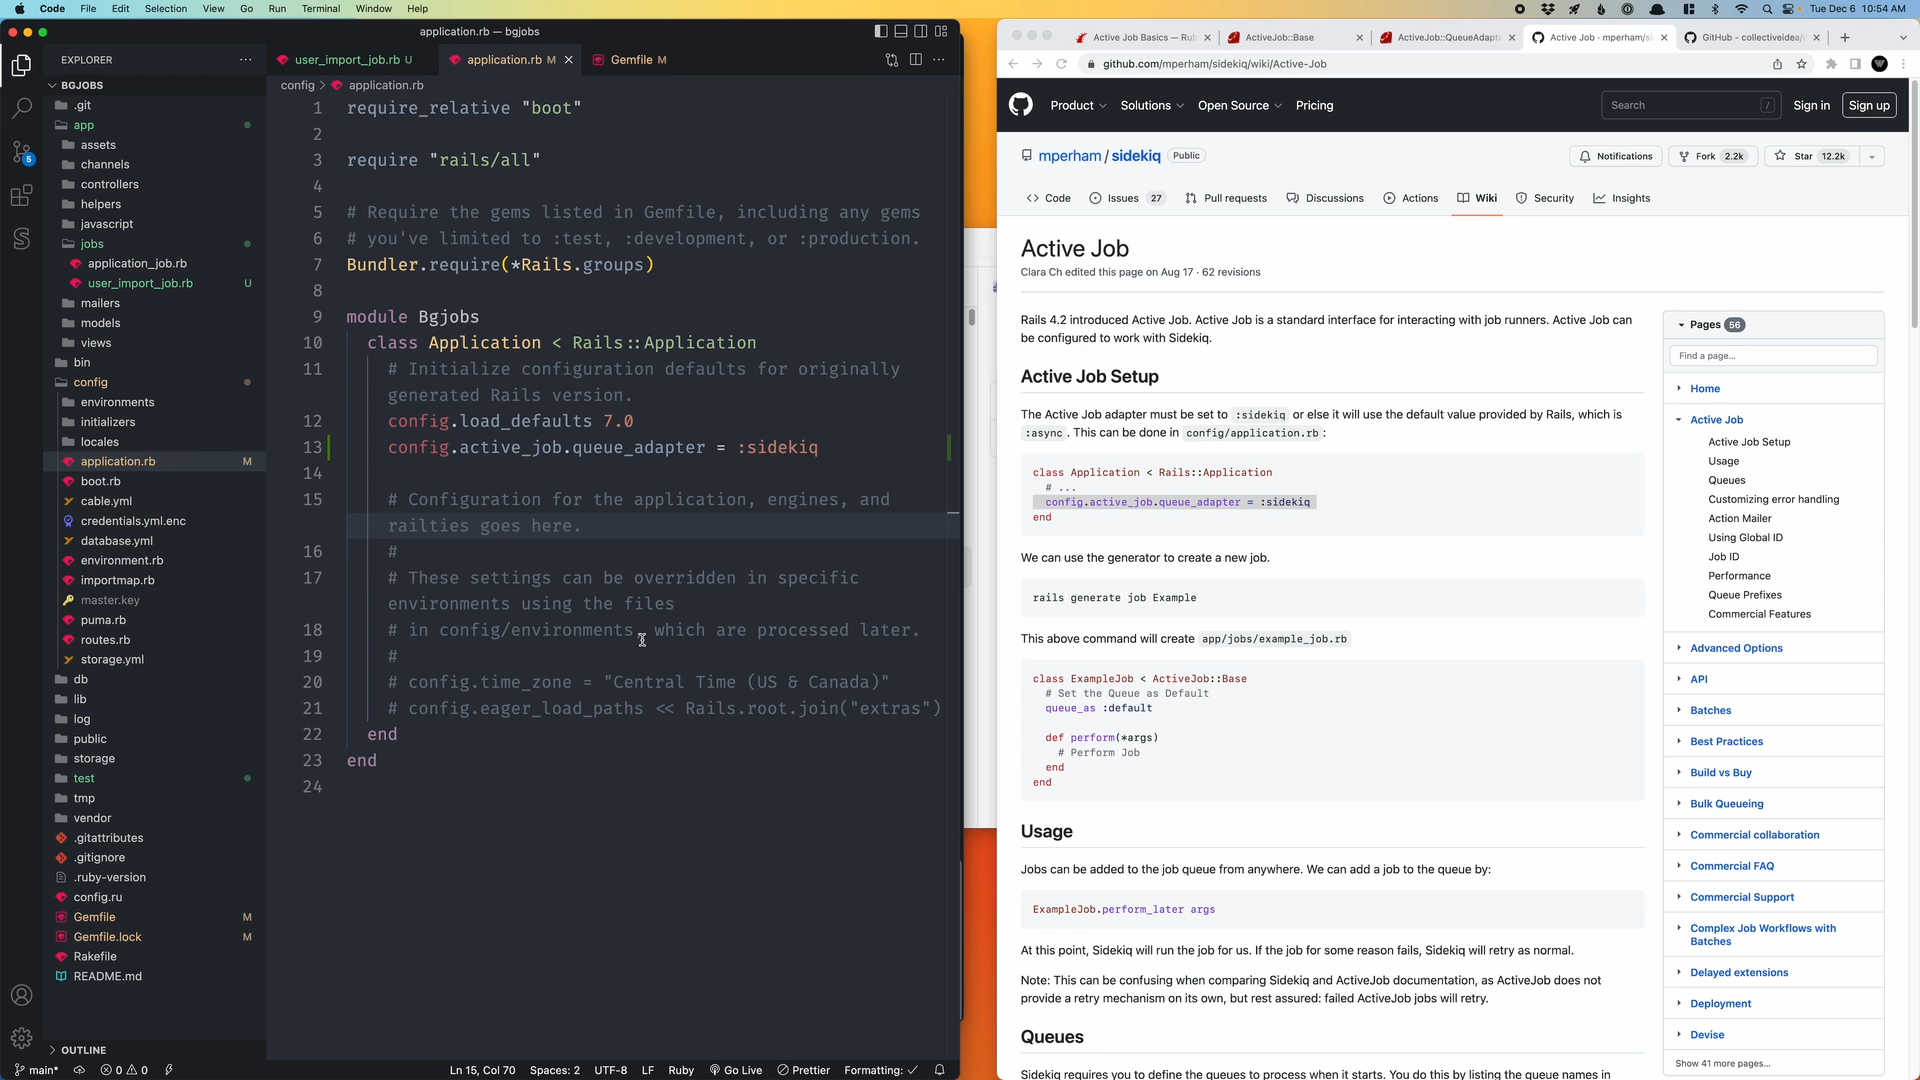 Code File Edit Selection View Go Run Terminal Window Help
Tue Dec 6 10:54 AM
application.rb — bgjobs
EXPLORER
BGJOBS
.git
app
assets
channels
controllers
helpers
javascript
jobs
application_job.rb
user_import_job.rb U
mailers
models
views
bin
config
environments
initializers
locales
application.rb M
boot.rb
cable.yml
credentials.yml.enc
database.yml
environment.rb
importmap.rb
master.key
puma.rb
routes.rb
storage.yml
db
lib
log
public
storage
test
tmp
vendor
.gitattributes
.gitignore
.ruby-version
config.ru
Gemfile M
Gemfile.lock M
Rakefile
README.md
OUTLINE
5
user_import_job.rb U application.rb M Gemfile M
config > application.rb
1 require_relative "boot"
2
3 require "rails/all"
4
5 # Require the gems listed in Gemfile, including any gems
6 # you've limited to :test, :development, or :production.
7 Bundler.require(*Rails.groups)
8
9 module Bgjobs
10 class Application < Rails::Application
11 # Initialize configuration defaults for originally
generated Rails version.
12 config.load_defaults 7.0
13 config.active_job.queue_adapter = :sidekiq
14
15 # Configuration for the application, engines, and
railties goes here.
16 #
17 # These settings can be overridden in specific
environments using the files
18 # in config/environments, which are processed later.
19 #
20 # config.time_zone = "Central Time (US & Canada)"
21 # config.eager_load_paths << Rails.root.join("extras")
22 end
23 end
24
main* 0 0 Ln 15, Col 70 Spaces: 2 UTF-8 LF Ruby Go Live Prettier Formatting:
Active Job Basics — Rub ActiveJob::Base ActiveJob::QueueAdapte Active Job · mperham/si GitHub - collectiveidea/
github.com/mperham/sidekiq/wiki/Active-Job
Product Solutions Open Source Pricing Search / Sign in Sign up
mperham / sidekiq Public Notifications Fork 2.2k Star 12.2k
Code Issues 27 Pull requests Discussions Actions Wiki Security Insights
Active Job
Clara Ch edited this page on Aug 17 · 62 revisions
Rails 4.2 introduced Active Job. Active Job is a standard interface for interacting with job runners. Active Job can
be configured to work with Sidekiq.
Active Job Setup
The Active Job adapter must be set to :sidekiq or else it will use the default value provided by Rails, which is
:async. This can be done in config/application.rb:
class Application < Rails::Application
# ...
config.active_job.queue_adapter = :sidekiq
end
We can use the generator to create a new job.
rails generate job Example
This above command will create app/jobs/example_job.rb
class ExampleJob < ActiveJob::Base
# Set the Queue as Default
queue_as :default
def perform(*args)
# Perform Job
end
end
Usage
Jobs can be added to the job queue from anywhere. We can add a job to the queue by:
ExampleJob.perform_later args
At this point, Sidekiq will run the job for us. If the job for some reason fails, Sidekiq will retry as normal.
Note: This can be confusing when comparing Sidekiq and ActiveJob documentation, as ActiveJob does not
provide a retry mechanism on its own, but rest assured: failed ActiveJob jobs will retry.
Queues
Sidekiq requires you to define the queues to process when it starts. You do this by listing the queue names in
Pages 56
Find a page...
Home
Active Job
Active Job Setup
Usage
Queues
Customizing error handling
Action Mailer
Using Global ID
Job ID
Performance
Queue Prefixes
Commercial Features
Advanced Options
API
Batches
Best Practices
Build vs Buy
Bulk Queueing
Commercial collaboration
Commercial FAQ
Commercial Support
Complex Job Workflows with
Batches
Delayed extensions
Deployment
Devise
Show 41 more pages...